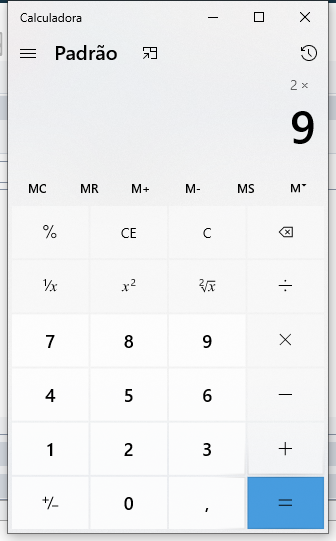 Calculadora
Padrão
2 ×
9
MC MR M+ M- MS M▾
% CE C
⅟x x² ²√x ÷
7 8 9 ×
4 5 6 −
1 2 3 +
+/− 0 , =